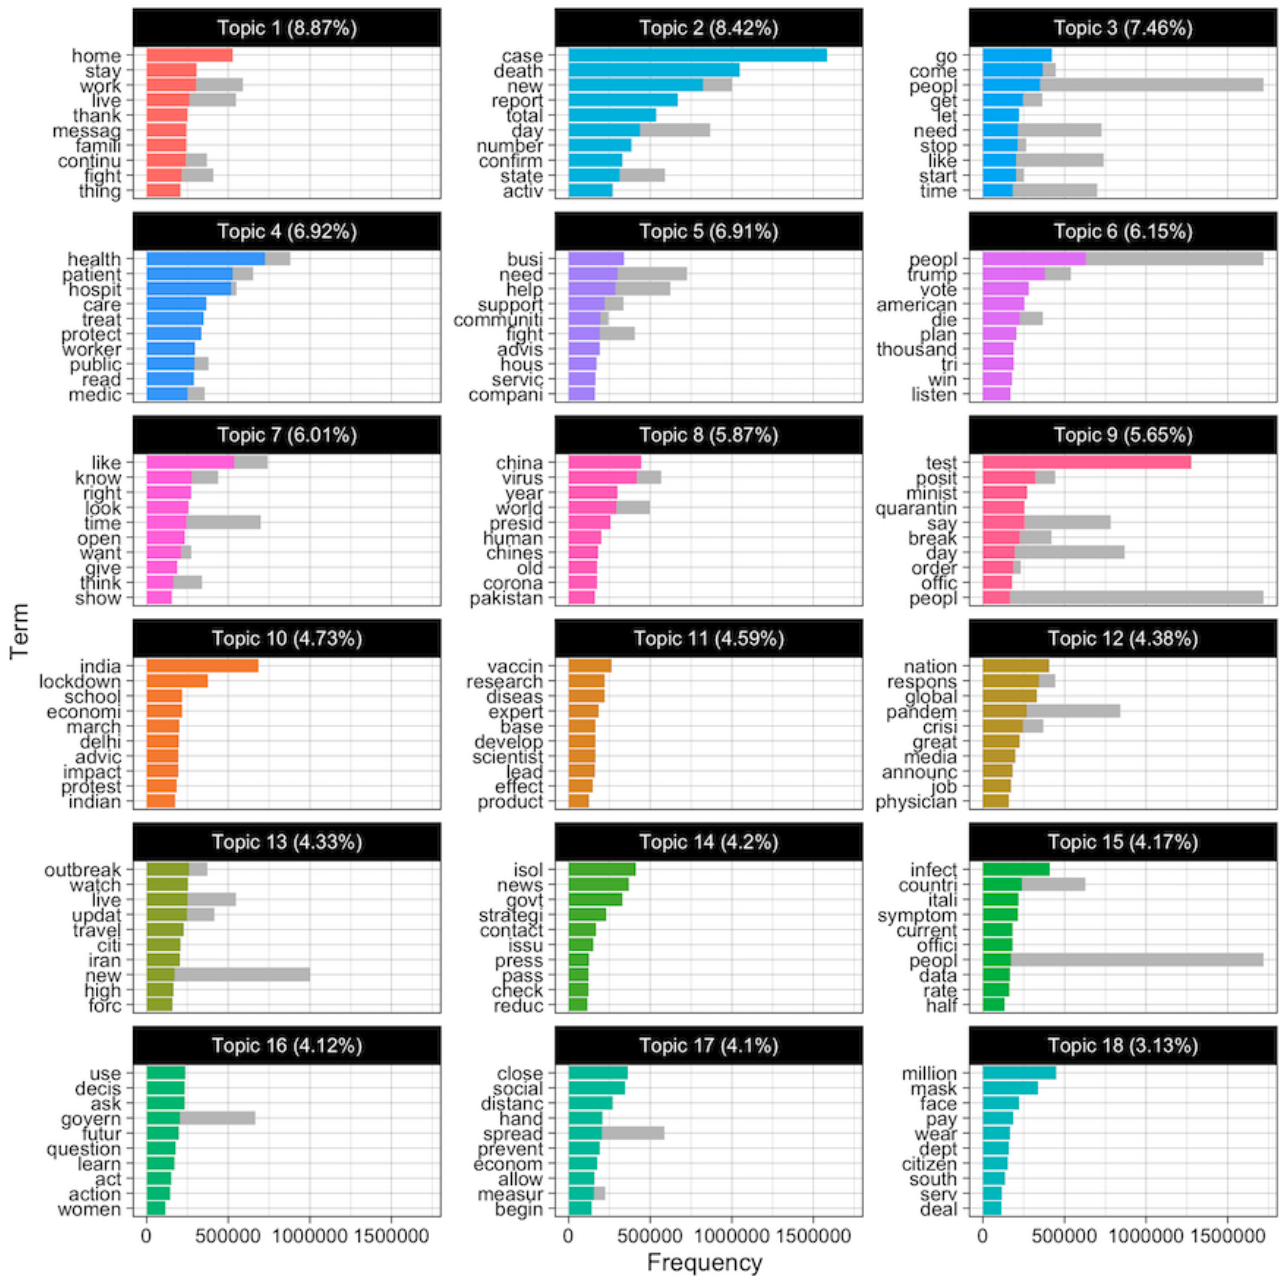 Topic 1 (8.87%)
home
stay
work
live
thank
messag
famili
continu
fight
thing
Topic 2 (8.42%)
case
death
new
report
total
day
number
confirm
state
activ
Topic 3 (7.46%)
go
come
peopl
get
let
need
stop
like
start
time
Topic 4 (6.92%)
health
patient
hospit
care
treat
protect
worker
public
read
medic
Topic 5 (6.91%)
busi
need
help
support
communiti
fight
advis
hous
servic
compani
Topic 6 (6.15%)
peopl
trump
vote
american
die
plan
thousand
tri
win
listen
Topic 7 (6.01%)
like
know
right
look
time
open
want
give
think
show
Topic 8 (5.87%)
china
virus
year
world
presid
human
chines
old
corona
pakistan
Topic 9 (5.65%)
test
posit
minist
quarantin
say
break
day
order
offic
peopl
Topic 10 (4.73%)
india
lockdown
school
economi
march
delhi
advic
impact
protest
indian
Topic 11 (4.59%)
vaccin
research
diseas
expert
base
develop
scientist
lead
effect
product
Topic 12 (4.38%)
nation
respons
global
pandem
crisi
great
media
announc
job
physician
Topic 13 (4.33%)
outbreak
watch
live
updat
travel
citi
iran
new
high
forc
Topic 14 (4.2%)
isol
news
govt
strategi
contact
issu
press
pass
check
reduc
Topic 15 (4.17%)
infect
countri
itali
symptom
current
offici
peopl
data
rate
half
Topic 16 (4.12%)
use
decis
ask
govern
futur
question
learn
act
action
women
Topic 17 (4.1%)
close
social
distanc
hand
spread
prevent
econom
allow
measur
begin
Topic 18 (3.13%)
million
mask
face
pay
wear
dept
citizen
south
serv
deal
0 500000 1000000 1500000
0 500000 1000000 1500000
0 500000 1000000 1500000
Term
Frequency